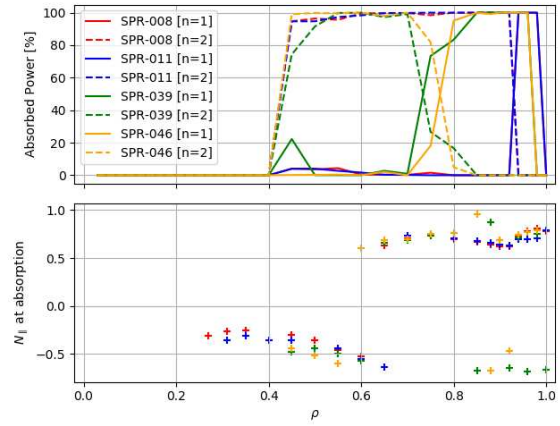 100
80
60
40
20
0
Absorbed Power [%]
SPR-008 [n=1]
SPR-008 [n=2]
SPR-011 [n=1]
SPR-011 [n=2]
SPR-039 [n=1]
SPR-039 [n=2]
SPR-046 [n=1]
SPR-046 [n=2]
1.0
0.5
0.0
−0.5
N∥ at absorption
0.0 0.2 0.4 0.6 0.8 1.0
ρ